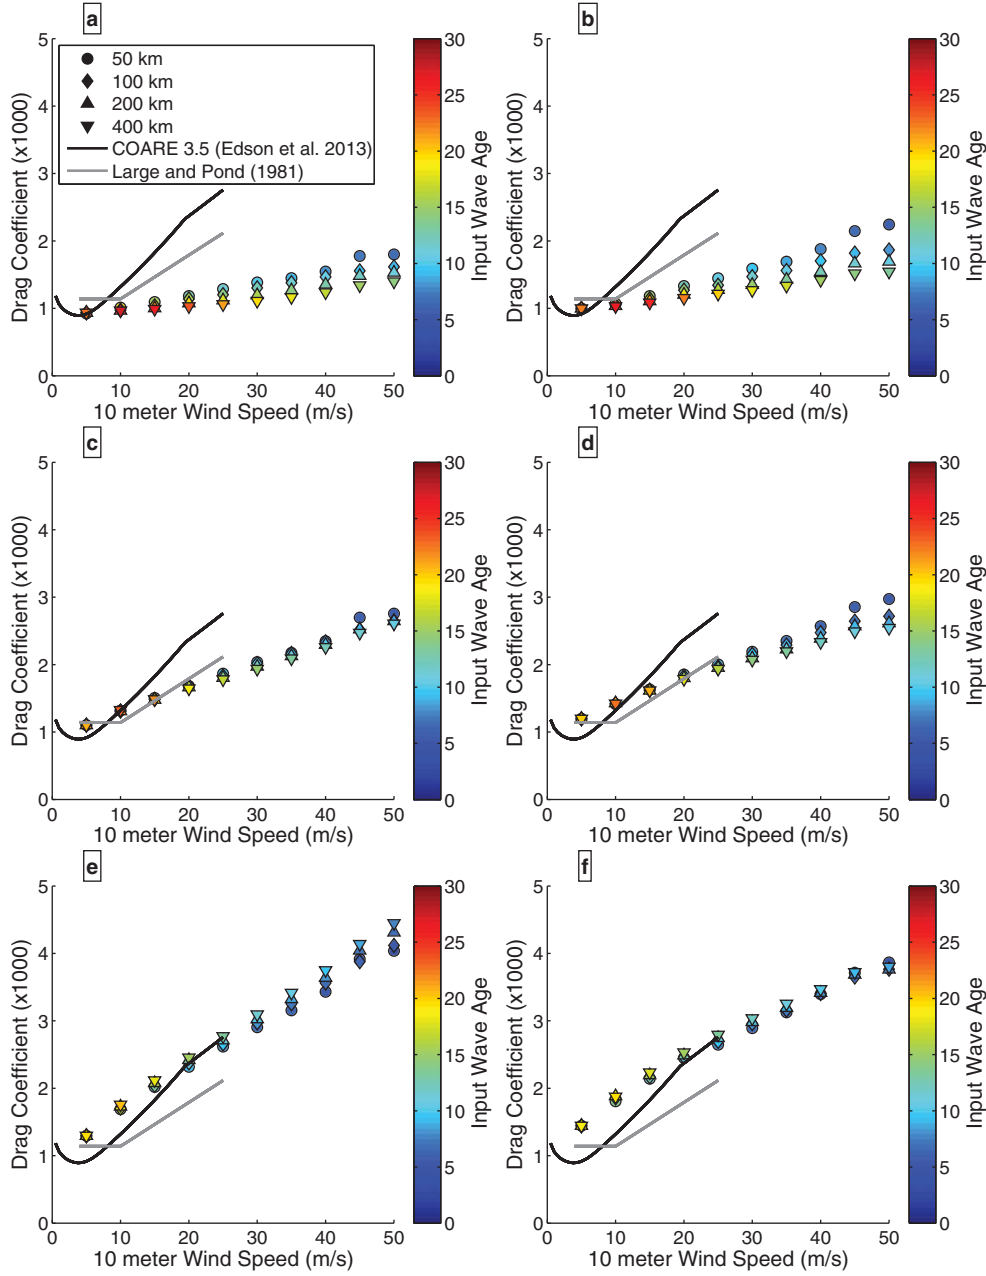 a
5
4
3
2
1
0
Drag Coefficient (x1000)
50 km
100 km
200 km
400 km
COARE 3.5 (Edson et al. 2013)
Large and Pond (1981)
0 10 20 30 40 50
10 meter Wind Speed (m/s)
30
25
20
15
10
5
0
Input Wave Age
b
5
4
3
2
1
0
Drag Coefficient (x1000)
0 10 20 30 40 50
10 meter Wind Speed (m/s)
30
25
20
15
10
5
0
Input Wave Age
c
5
4
3
2
1
0
Drag Coefficient (x1000)
0 10 20 30 40 50
10 meter Wind Speed (m/s)
30
25
20
15
10
5
0
Input Wave Age
d
5
4
3
2
1
0
Drag Coefficient (x1000)
0 10 20 30 40 50
10 meter Wind Speed (m/s)
30
25
20
15
10
5
0
Input Wave Age
e
5
4
3
2
1
0
Drag Coefficient (x1000)
0 10 20 30 40 50
10 meter Wind Speed (m/s)
30
25
20
15
10
5
0
Input Wave Age
f
5
4
3
2
1
0
Drag Coefficient (x1000)
0 10 20 30 40 50
10 meter Wind Speed (m/s)
30
25
20
15
10
5
0
Input Wave Age